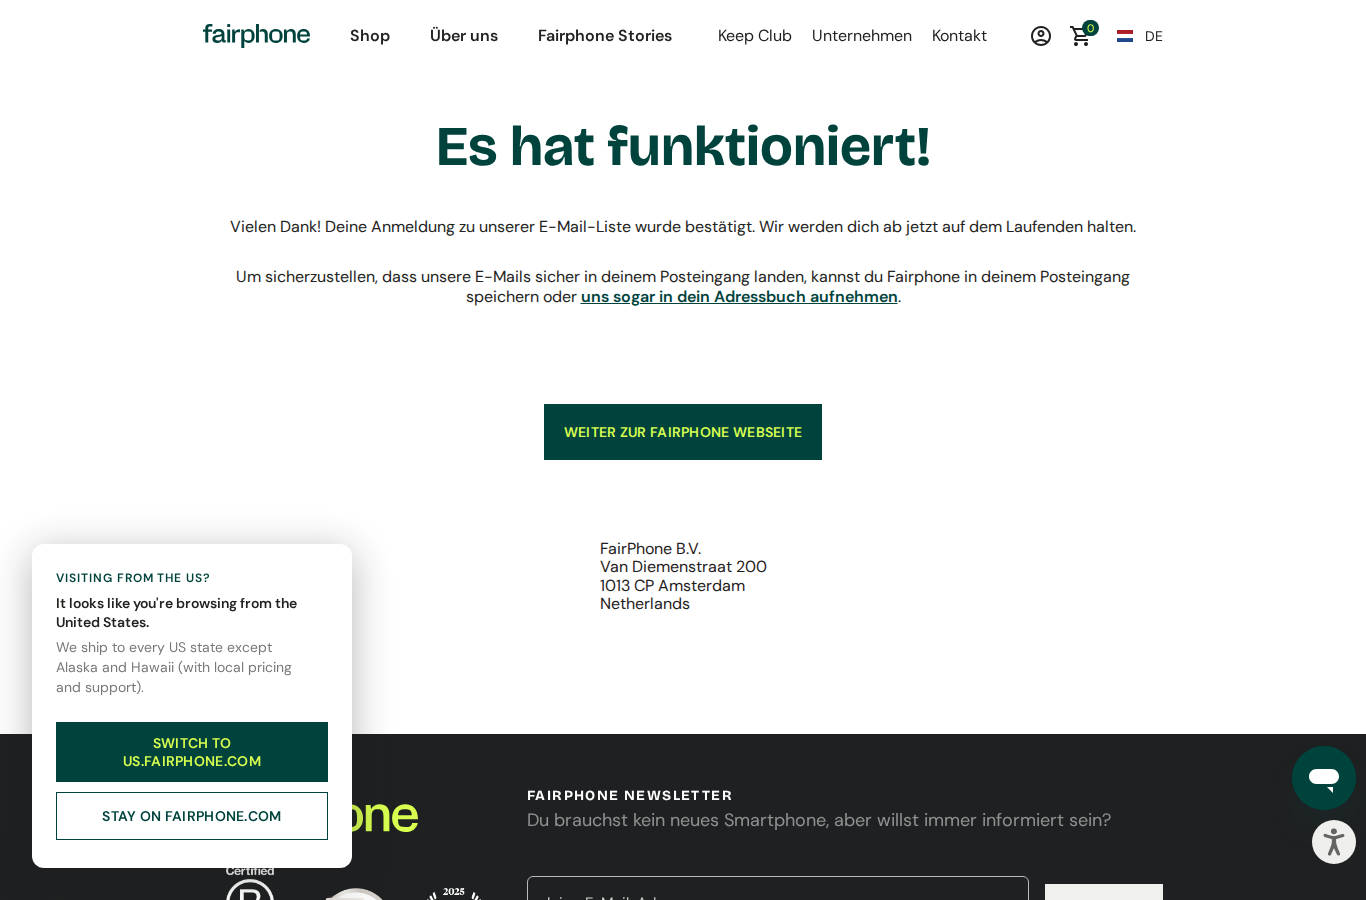 fairphone
Shop
Über uns
Fairphone Stories
Keep Club
Unternehmen
Kontakt
0
DE
Es hat funktioniert!
Vielen Dank! Deine Anmeldung zu unserer E-Mail-Liste wurde bestätigt. Wir werden dich ab jetzt auf dem Laufenden halten.
Um sicherzustellen, dass unsere E-Mails sicher in deinem Posteingang landen, kannst du Fairphone in deinem Posteingang
speichern oder uns sogar in dein Adressbuch aufnehmen.
WEITER ZUR FAIRPHONE WEBSEITE
FairPhone B.V.
Van Diemenstraat 200
1013 CP Amsterdam
Netherlands
VISITING FROM THE US?
It looks like you're browsing from the
United States.
We ship to every US state except
Alaska and Hawaii (with local pricing
and support).
SWITCH TO
US.FAIRPHONE.COM
STAY ON FAIRPHONE.COM
one
FAIRPHONE NEWSLETTER
Du brauchst kein neues Smartphone, aber willst immer informiert sein?
Certified
B
2025